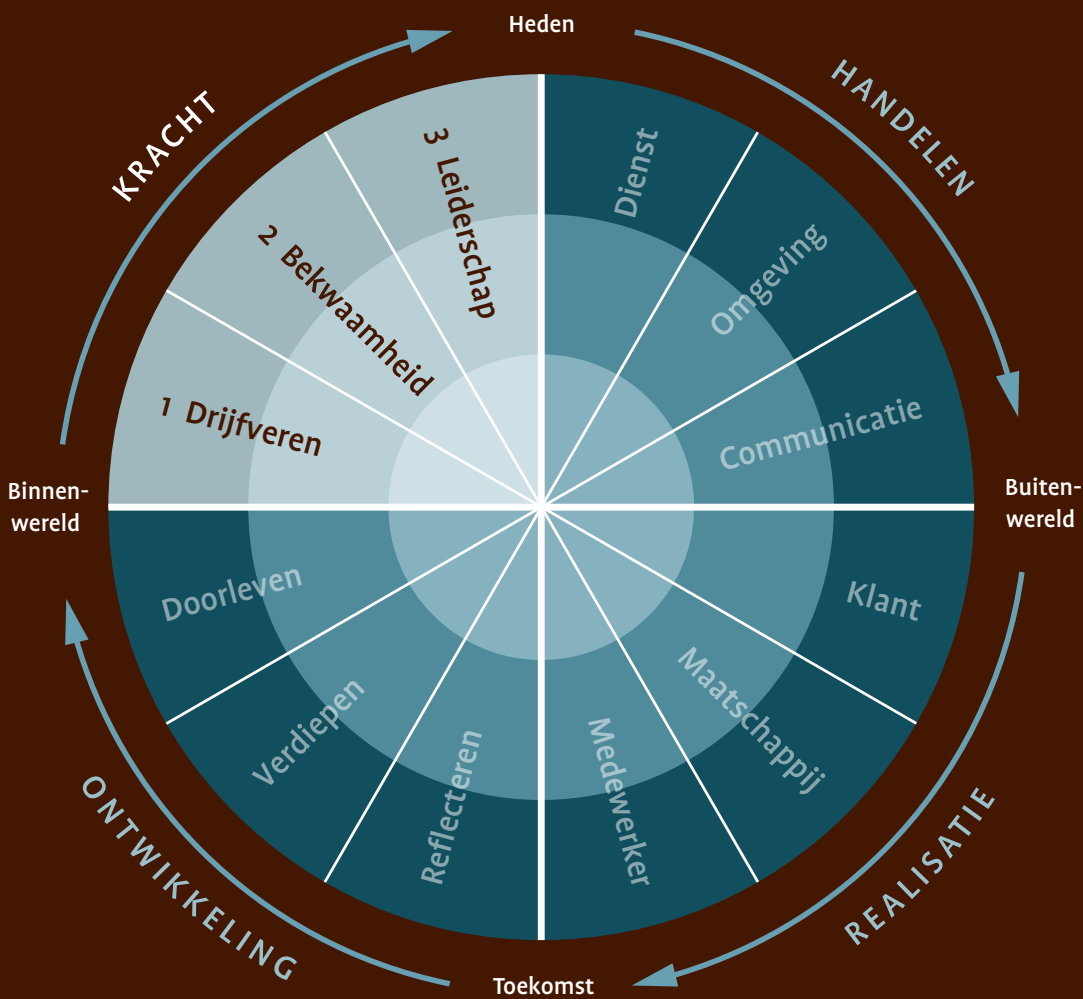 Heden
KRACHT
HANDELEN
3 Leiderschap
Dienst
2 Bekwaamheid
Omgeving
1 Drijfveren
Communicatie
Binnen-
wereld
Buiten-
wereld
Doorleven
Klant
Verdiepen
Maatschappij
Reflecteren
Medewerker
ONTWIKKELING
REALISATIE
Toekomst